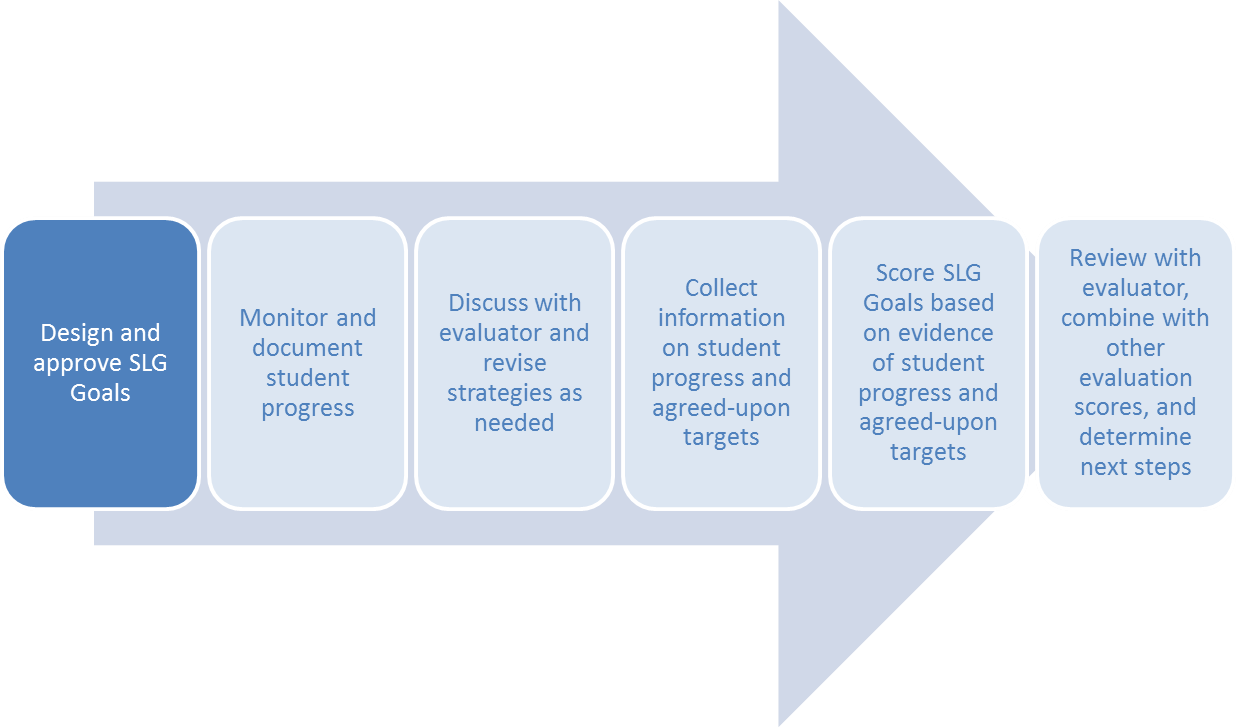 Design and
approve SLG
Goals
Monitor and
document
student
progress
Discuss with
evaluator and
revise
strategies as
needed
Collect
information
on student
progress and
agreed-upon
targets
Score SLG
Goals based
on evidence
of student
progress and
agreed-upon
targets
Review with
evaluator,
combine with
other
evaluation
scores, and
determine
next steps